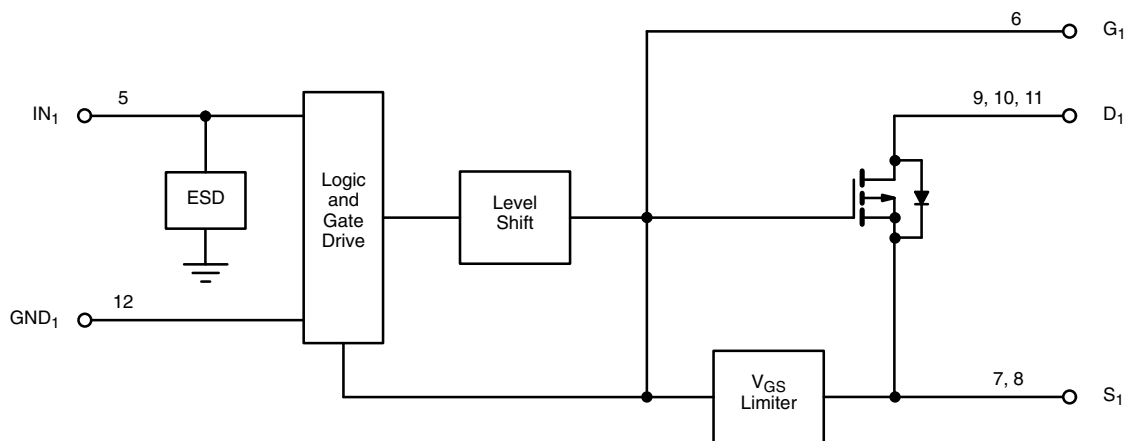 6
G1
5
9, 10, 11
IN1
D1
ESD
Logic
and
Gate
Drive
Level
Shift
12
GND1
VGS
Limiter
7, 8
S1